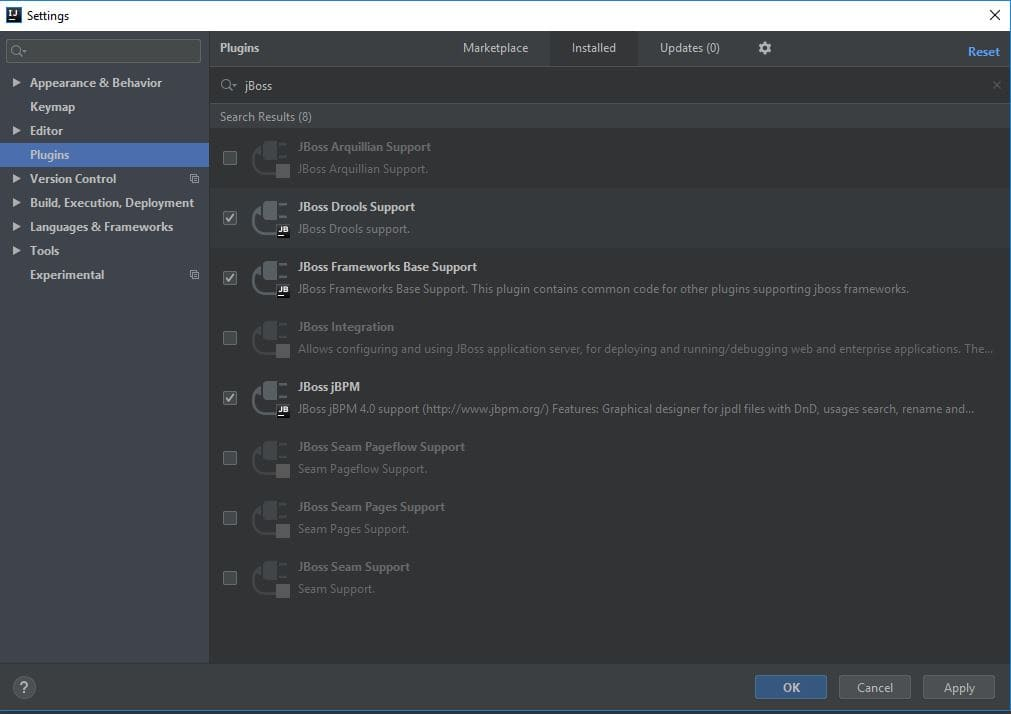 IJ Settings
Plugins Marketplace Installed Updates (0) Reset
jBoss
Search Results (8)
Appearance & Behavior
Keymap
Editor
Plugins
Version Control
Build, Execution, Deployment
Languages & Frameworks
Tools
Experimental
JBoss Arquillian Support
JBoss Arquillian Support.
JBoss Drools Support
JB JBoss Drools support.
JBoss Frameworks Base Support
JB JBoss Frameworks Base Support. This plugin contains common code for other plugins supporting jboss frameworks.
JBoss Integration
Allows configuring and using JBoss application server, for deploying and running/debugging web and enterprise applications. The...
JBoss jBPM
JB JBoss jBPM 4.0 support (http://www.jbpm.org/) Features: Graphical designer for jpdl files with DnD, usages search, rename and...
JBoss Seam Pageflow Support
Seam Pageflow Support.
JBoss Seam Pages Support
Seam Pages Support.
JBoss Seam Support
Seam Support.
? OK Cancel Apply